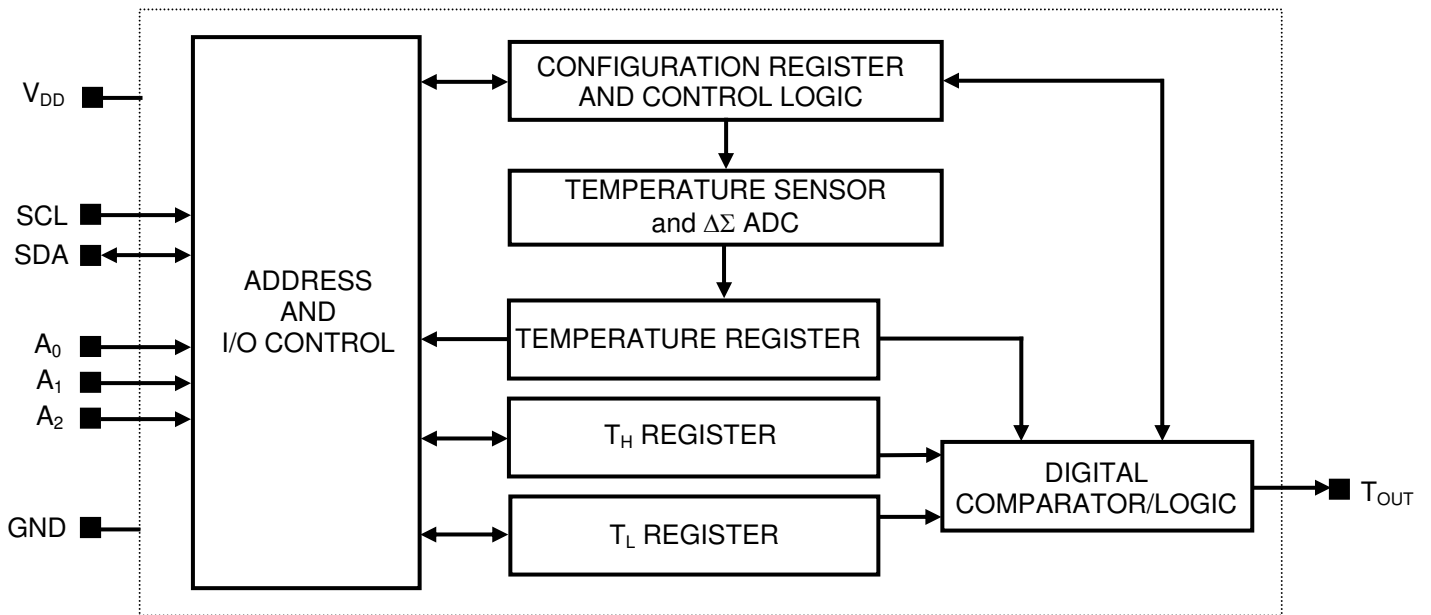 V_DD
SCL
SDA
A_0
A_1
A_2
GND
ADDRESS
AND
I/O CONTROL
CONFIGURATION REGISTER
AND CONTROL LOGIC
TEMPERATURE SENSOR
and ΔΣ ADC
TEMPERATURE REGISTER
T_H REGISTER
T_L REGISTER
DIGITAL
COMPARATOR/LOGIC
T_OUT